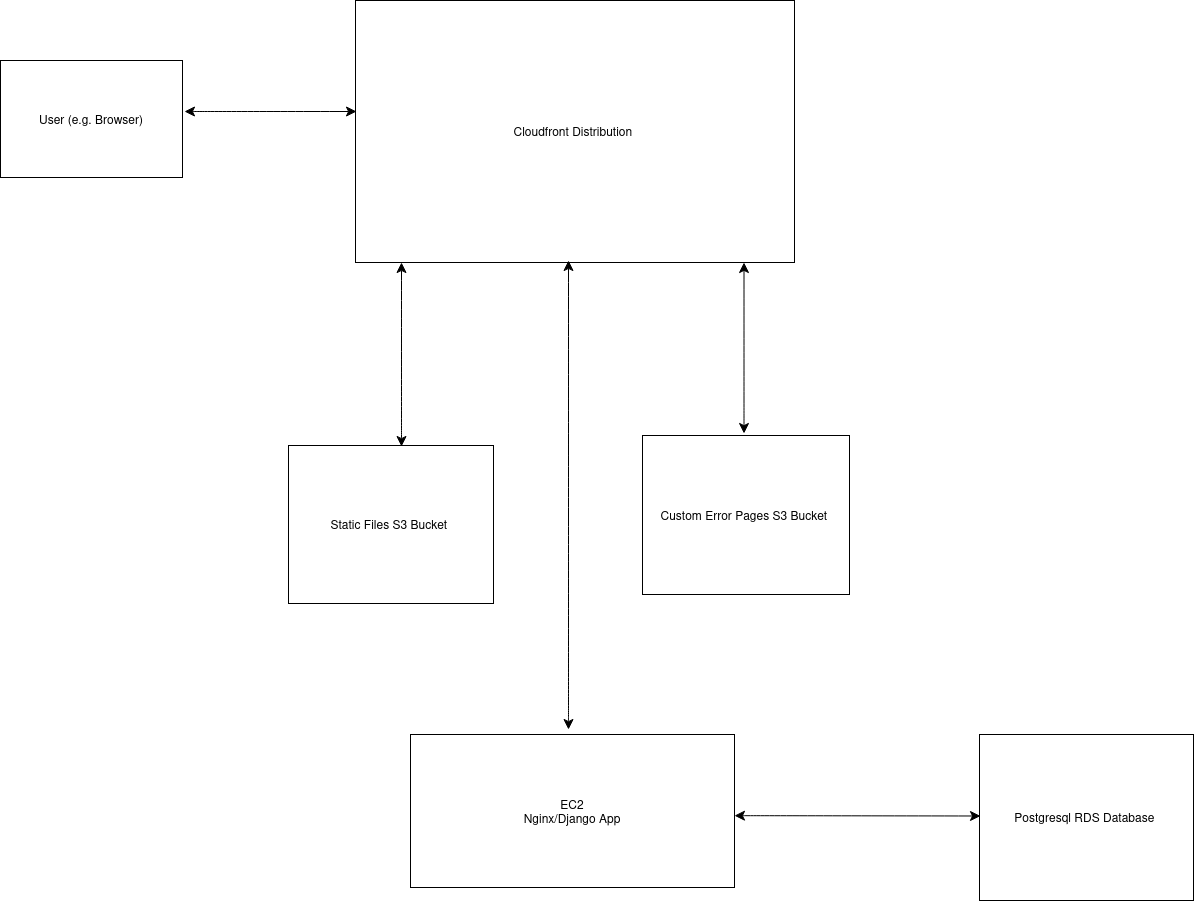 User (e.g. Browser)
Cloudfront Distribution
Static Files S3 Bucket
Custom Error Pages S3 Bucket
EC2
Nginx/Django App
Postgresql RDS Database